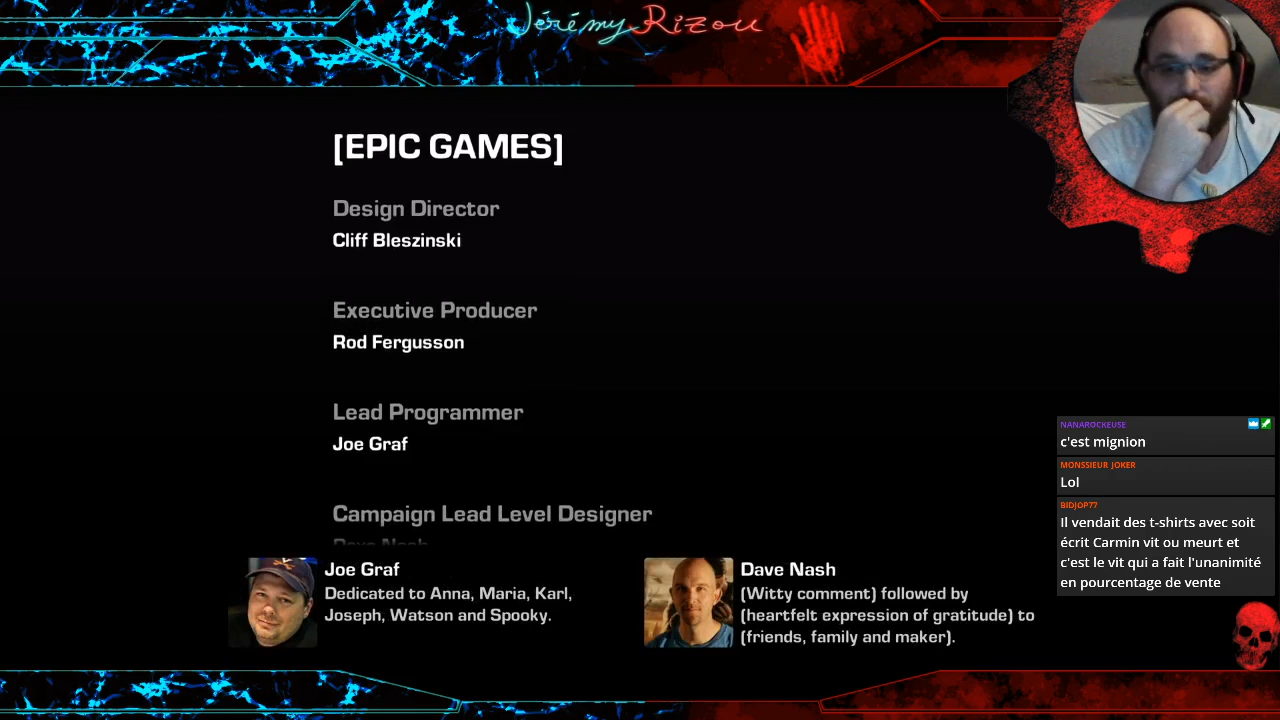 Jérémy Rizou
[EPIC GAMES]
Design Director
Cliff Bleszinski
Executive Producer
Rod Fergusson
Lead Programmer
Joe Graf
Campaign Lead Level Designer
Dave Nash
Joe Graf
Dedicated to Anna, Maria, Karl,
Joseph, Watson and Spooky.
Dave Nash
(Witty comment) followed by
(heartfelt expression of gratitude) to
(friends, family and maker).
NANAROCKEUSE
c'est mignion
MONSSIEUR JOKER
Lol
BIDJOP77
Il vendait des t-shirts avec soit
écrit Carmin vit ou meurt et
c'est le vit qui a fait l'unanimité
en pourcentage de vente